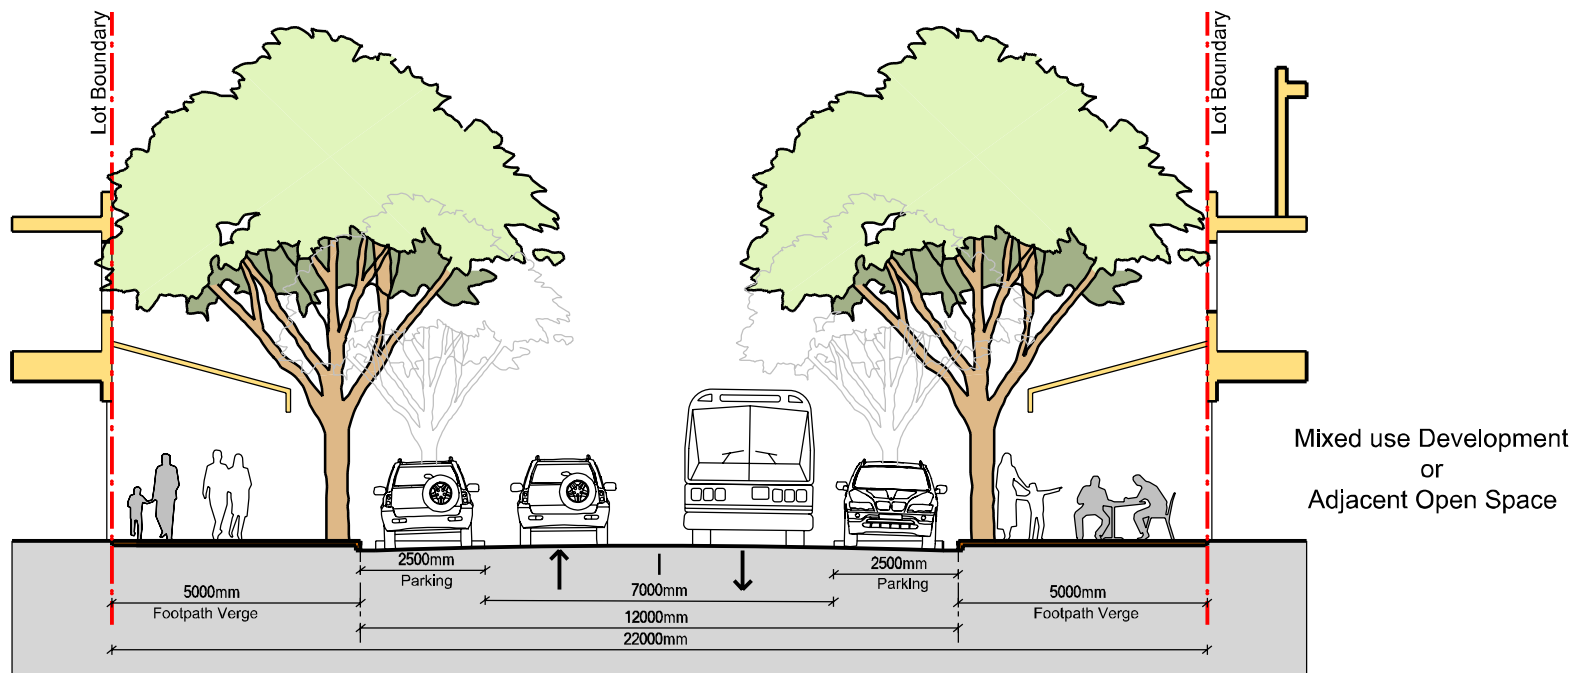 Lot Boundary
Lot Boundary
Mixed use Development
or
Adjacent Open Space
2500mm
Parking
2500mm
Parking
5000mm
Footpath Verge
7000mm
5000mm
Footpath Verge
12000mm
22000mm